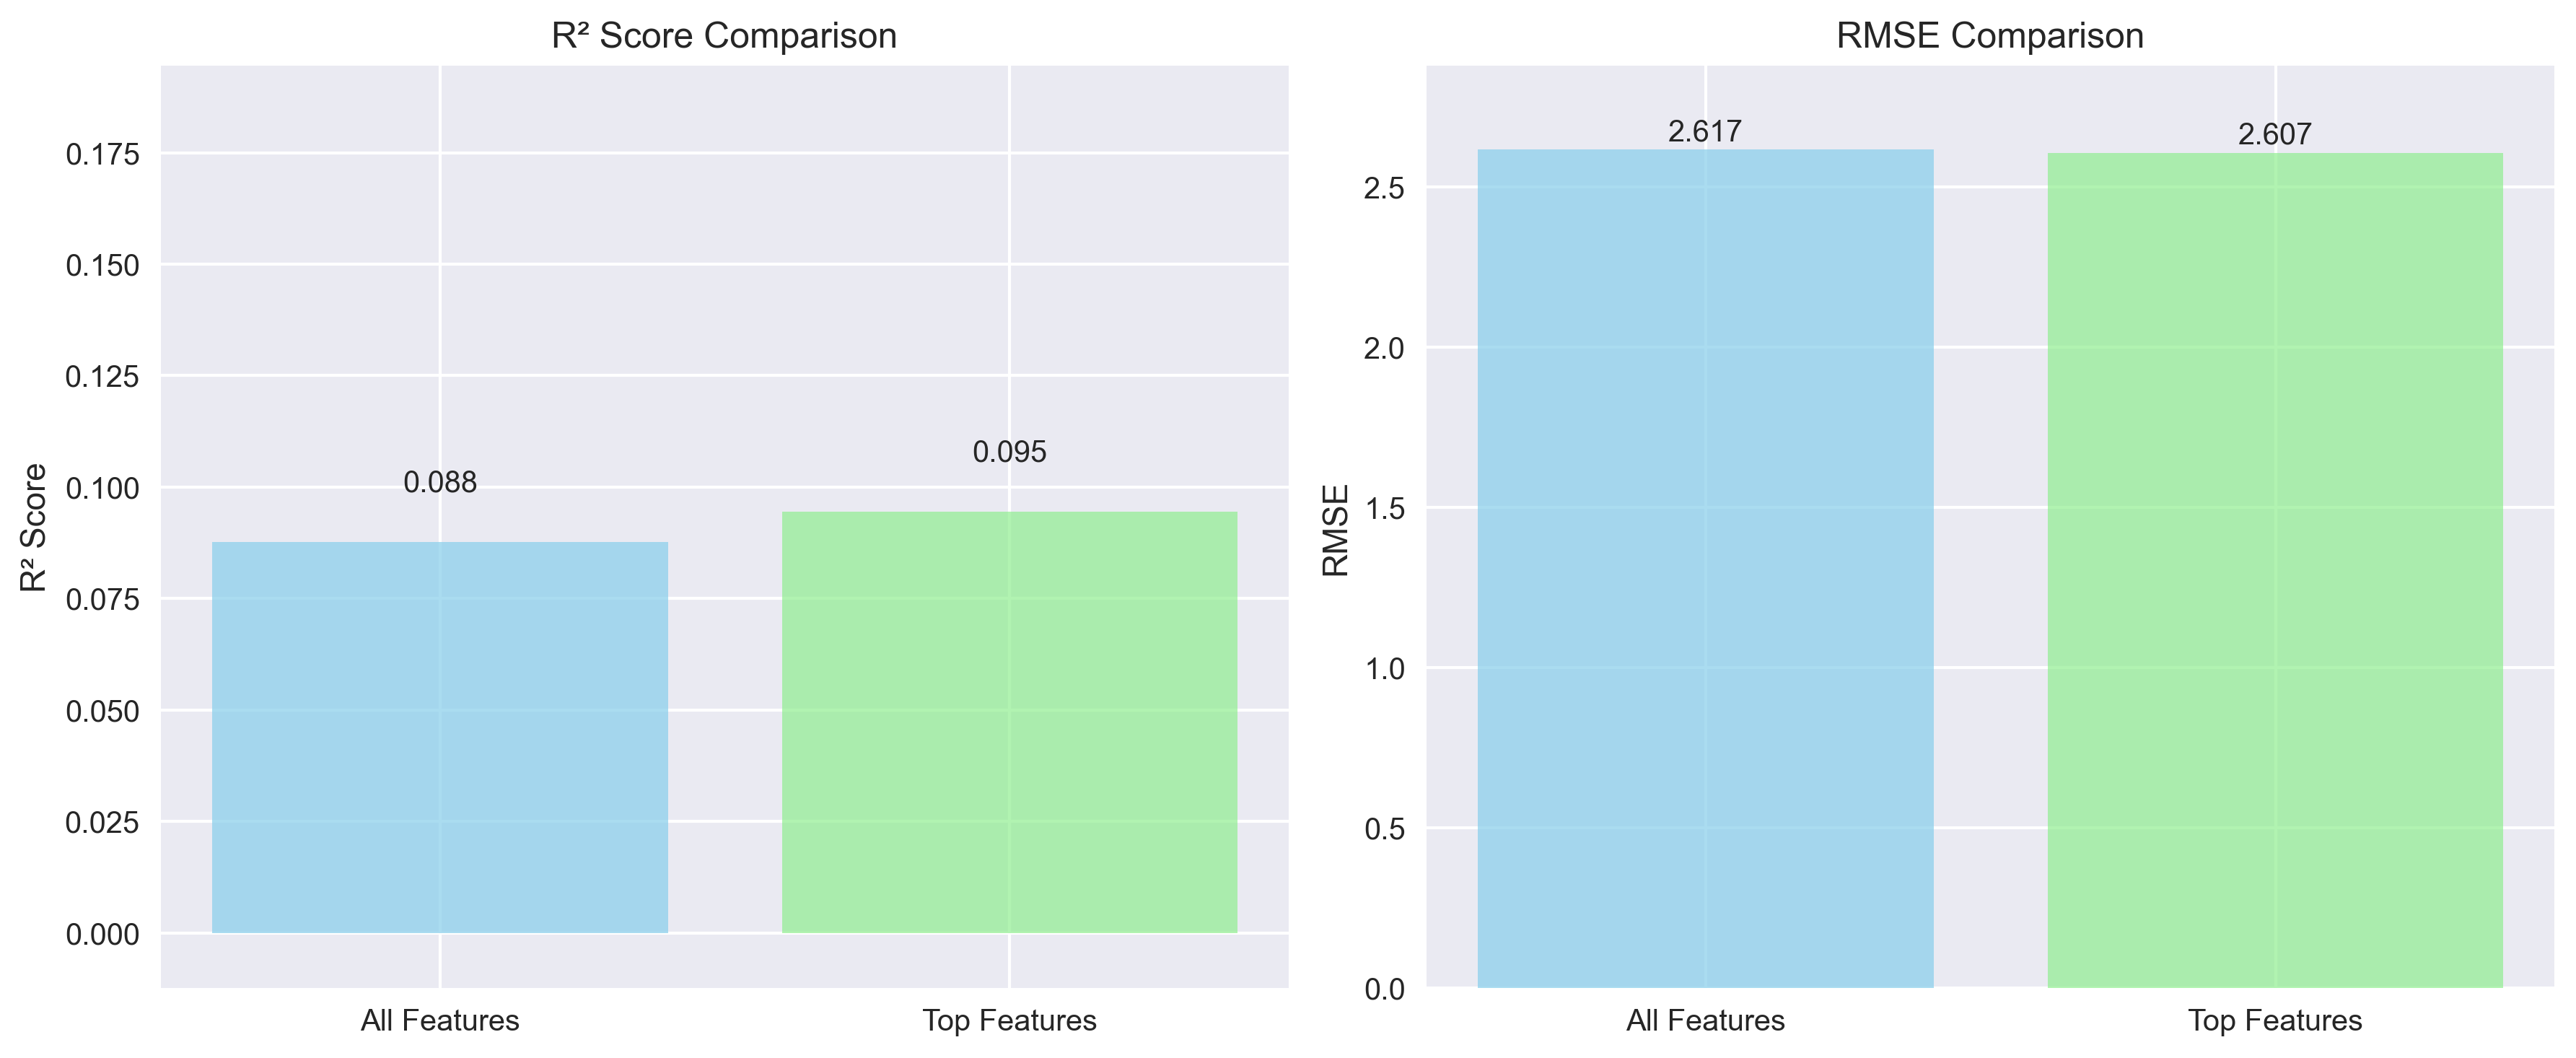 R² Score Comparison
R² Score
0.175
0.150
0.125
0.100
0.075
0.050
0.025
0.000
0.088
0.095
All Features
Top Features
RMSE Comparison
RMSE
2.5
2.0
1.5
1.0
0.5
0.0
2.617
2.607
All Features
Top Features